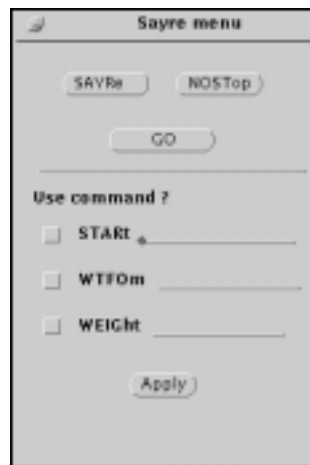 Sayre menu
SAYRe NOSTop
GO
Use command ?
STARt
WTFOm
WEIGht
Apply